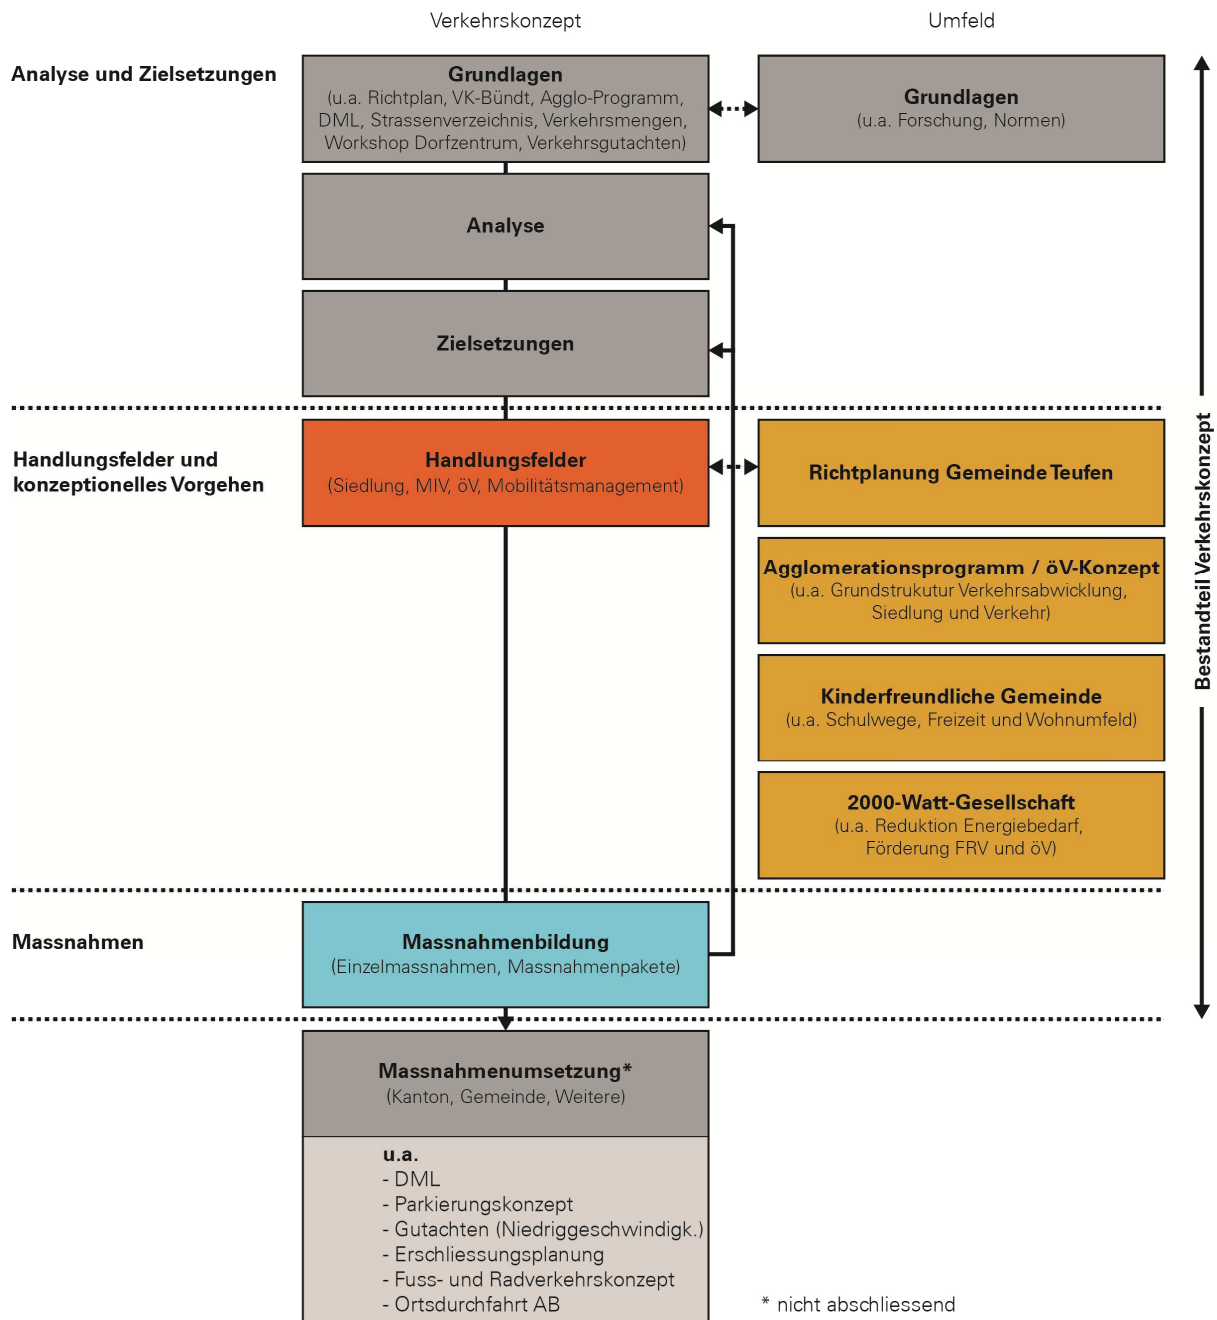 Verkehrskonzept
Umfeld
Analyse und Zielsetzungen
Grundlagen
(u.a. Richtplan, VK-Bündt, Agglo-Programm,
DML, Strassenverzeichnis, Verkehrsmengen,
Workshop Dorfzentrum, Verkehrsgutachten)
Grundlagen
(u.a. Forschung, Normen)
Analyse
Zielsetzungen
Handlungsfelder und
konzeptionelles Vorgehen
Handlungsfelder
(Siedlung, MIV, öV, Mobilitätsmanagement)
Richtplanung Gemeinde Teufen
Agglomerationsprogramm / öV-Konzept
(u.a. Grundstrukutur Verkehrsabwicklung,
Siedlung und Verkehr)
Kinderfreundliche Gemeinde
(u.a. Schulwege, Freizeit und Wohnumfeld)
2000-Watt-Gesellschaft
(u.a. Reduktion Energiebedarf,
Förderung FRV und öV)
Bestandteil Verkehrskonzept
Massnahmen
Massnahmenbildung
(Einzelmassnahmen, Massnahmenpakete)
Massnahmenumsetzung*
(Kanton, Gemeinde, Weitere)
u.a.
- DML
- Parkierungskonzept
- Gutachten (Niedriggeschwindigk.)
- Erschliessungsplanung
- Fuss- und Radverkehrskonzept
- Ortsdurchfahrt AB
* nicht abschliessend